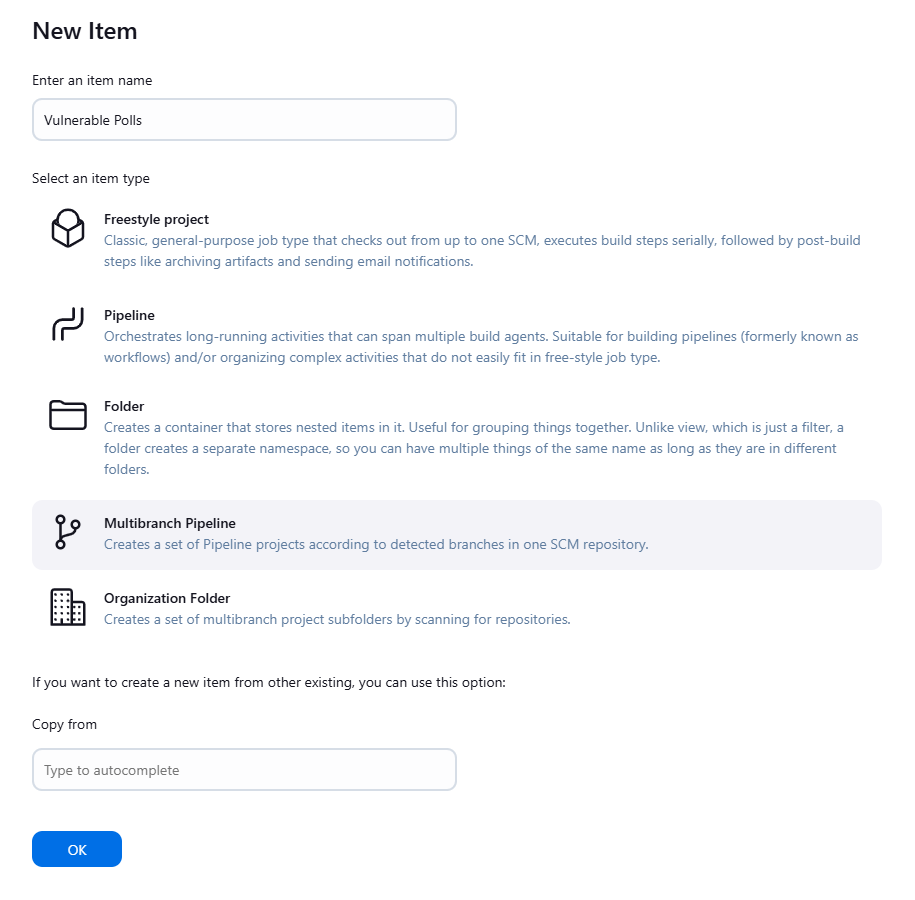 New Item
Enter an item name
Vulnerable Polls
Select an item type
Freestyle project
Classic, general-purpose job type that checks out from up to one SCM, executes build steps serially, followed by post-build
steps like archiving artifacts and sending email notifications.
Pipeline
Orchestrates long-running activities that can span multiple build agents. Suitable for building pipelines (formerly known as
workflows) and/or organizing complex activities that do not easily fit in free-style job type.
Folder
Creates a container that stores nested items in it. Useful for grouping things together. Unlike view, which is just a filter, a
folder creates a separate namespace, so you can have multiple things of the same name as long as they are in different
folders.
Multibranch Pipeline
Creates a set of Pipeline projects according to detected branches in one SCM repository.
Organization Folder
Creates a set of multibranch project subfolders by scanning for repositories.
If you want to create a new item from other existing, you can use this option:
Copy from
Type to autocomplete
OK